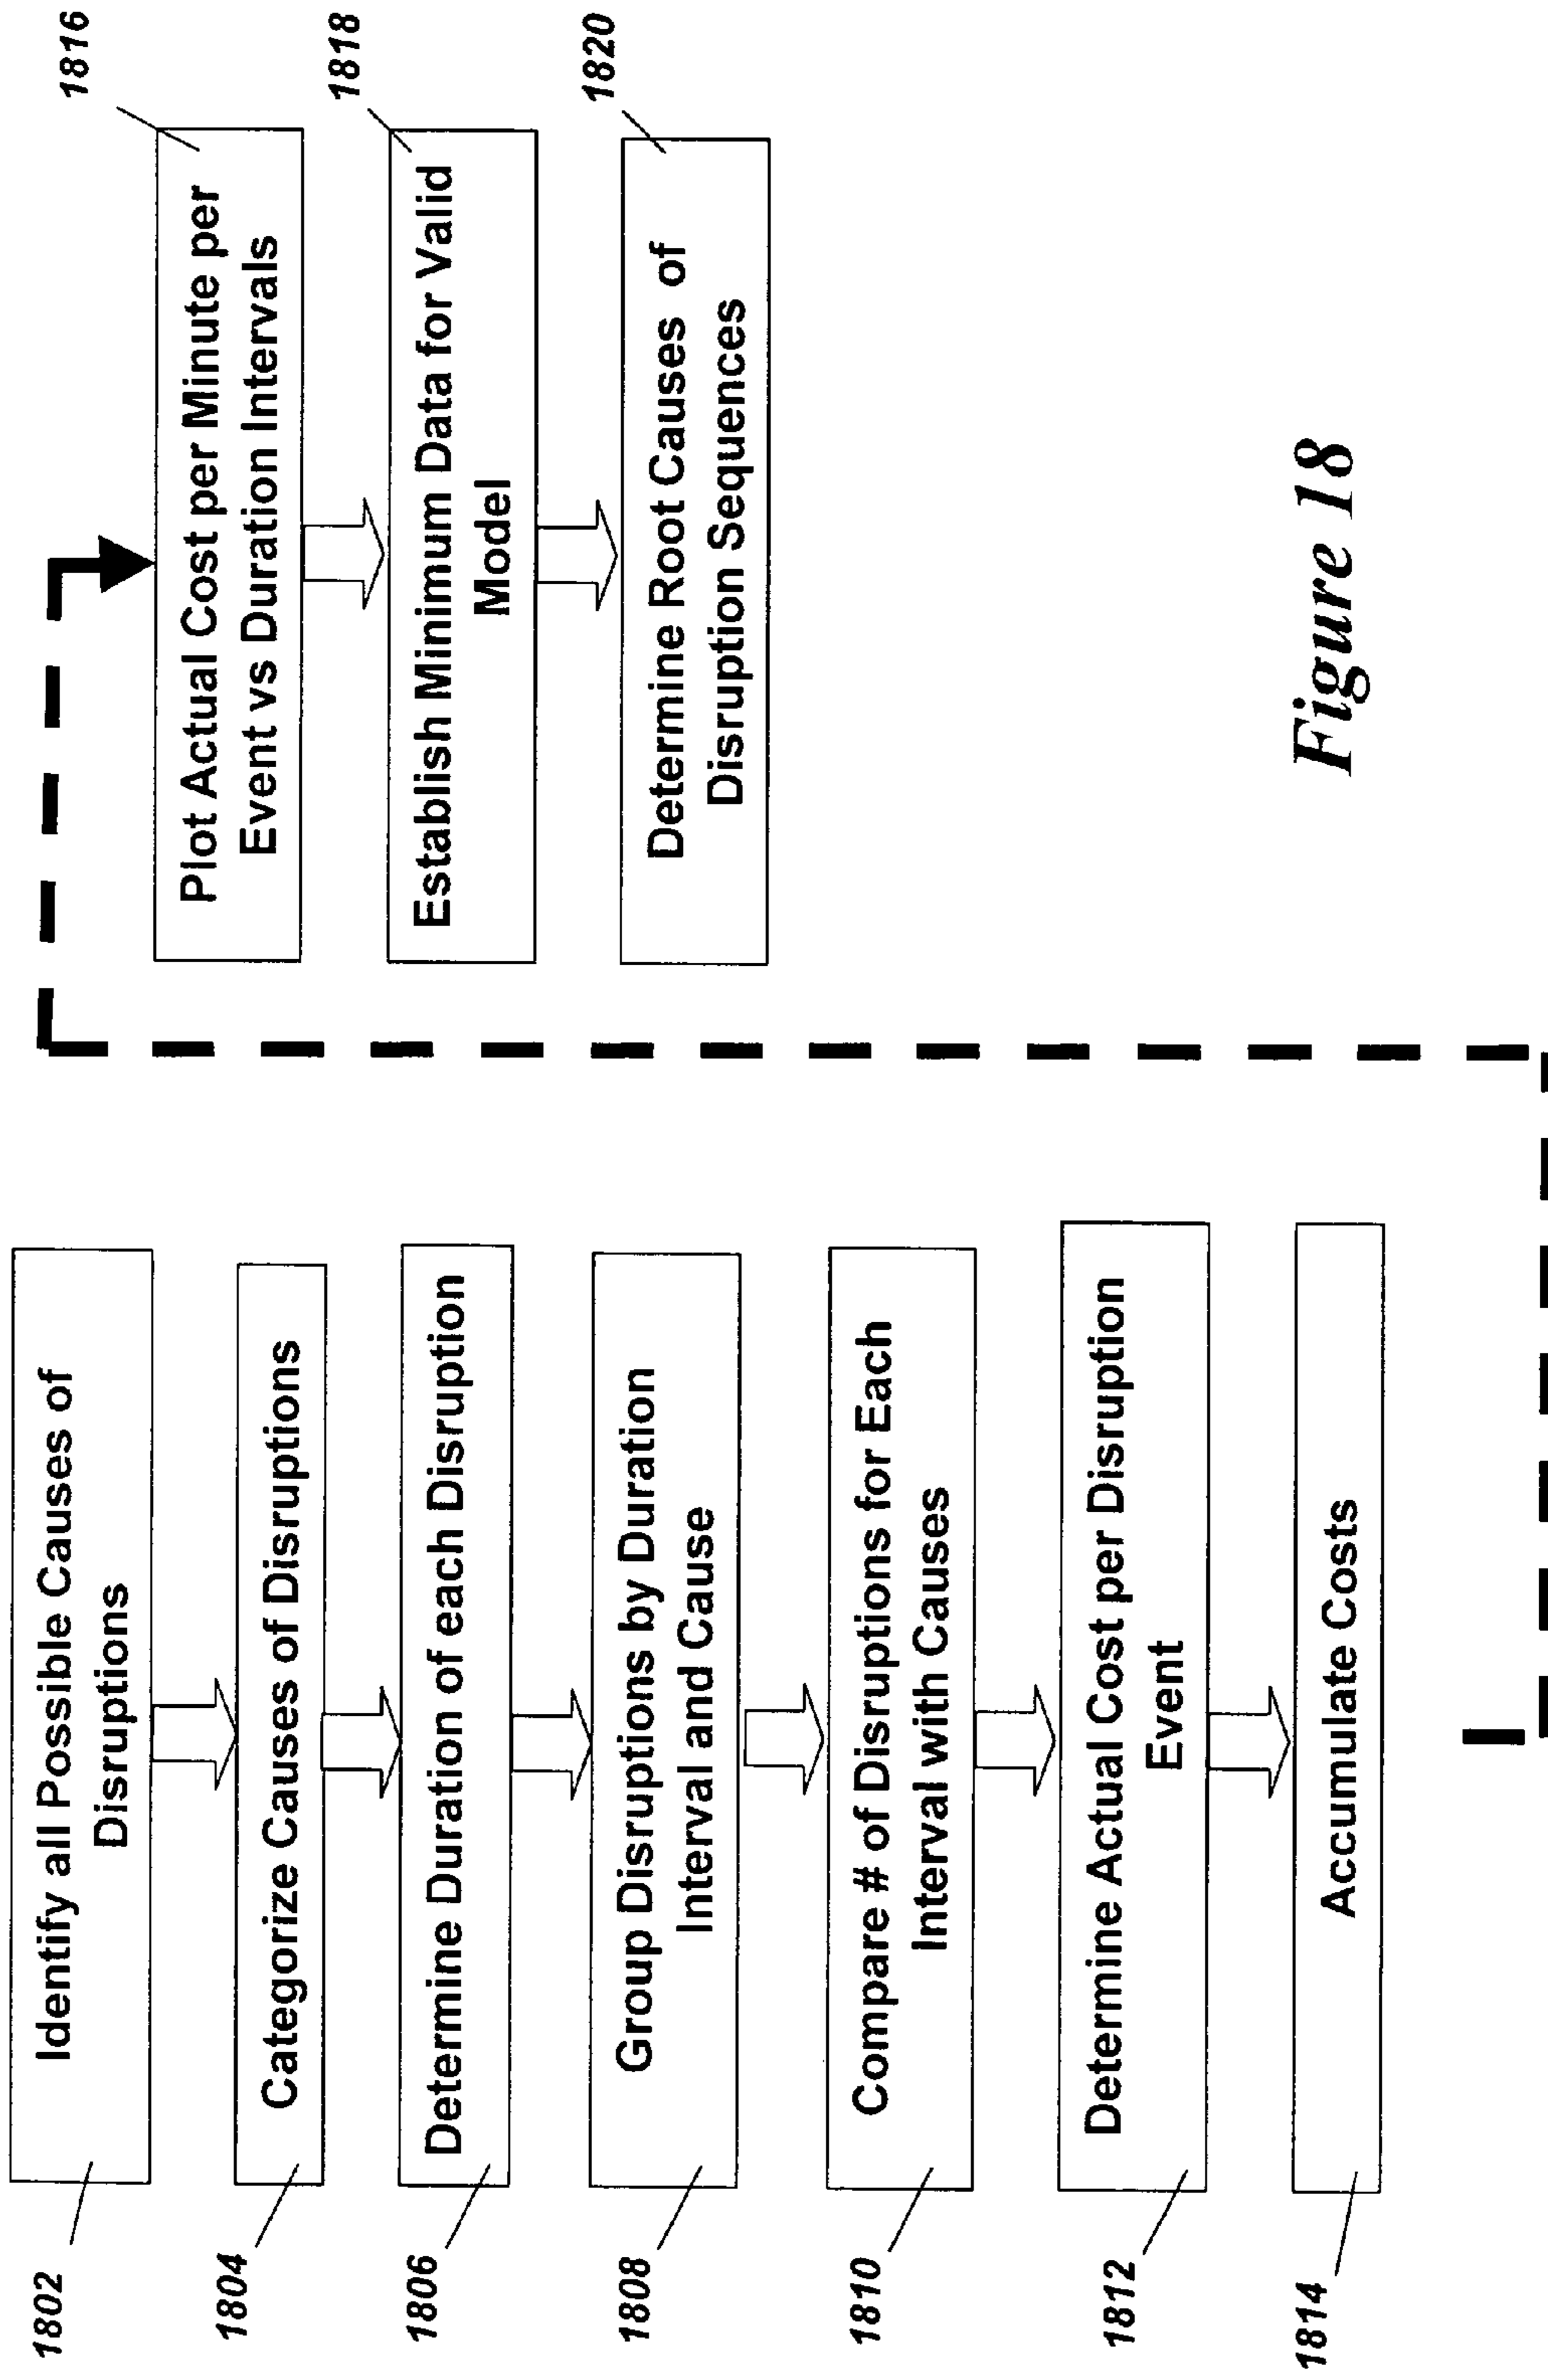 1802
Identify all Possible Causes of
Disruptions
1804
Categorize Causes of Disruptions
1806
Determine Duration of each Disruption
1808
Group Disruptions by Duration
Interval and Cause
1810
Compare # of Disruptions for Each
Interval with Causes
1812
Determine Actual Cost per Disruption
Event
1814
Accumulate Costs
1816
Plot Actual Cost per Minute per
Event vs Duration Intervals
1818
Establish Minimum Data for Valid
Model
1820
Determine Root Causes of
Disruption Sequences
Figure 18